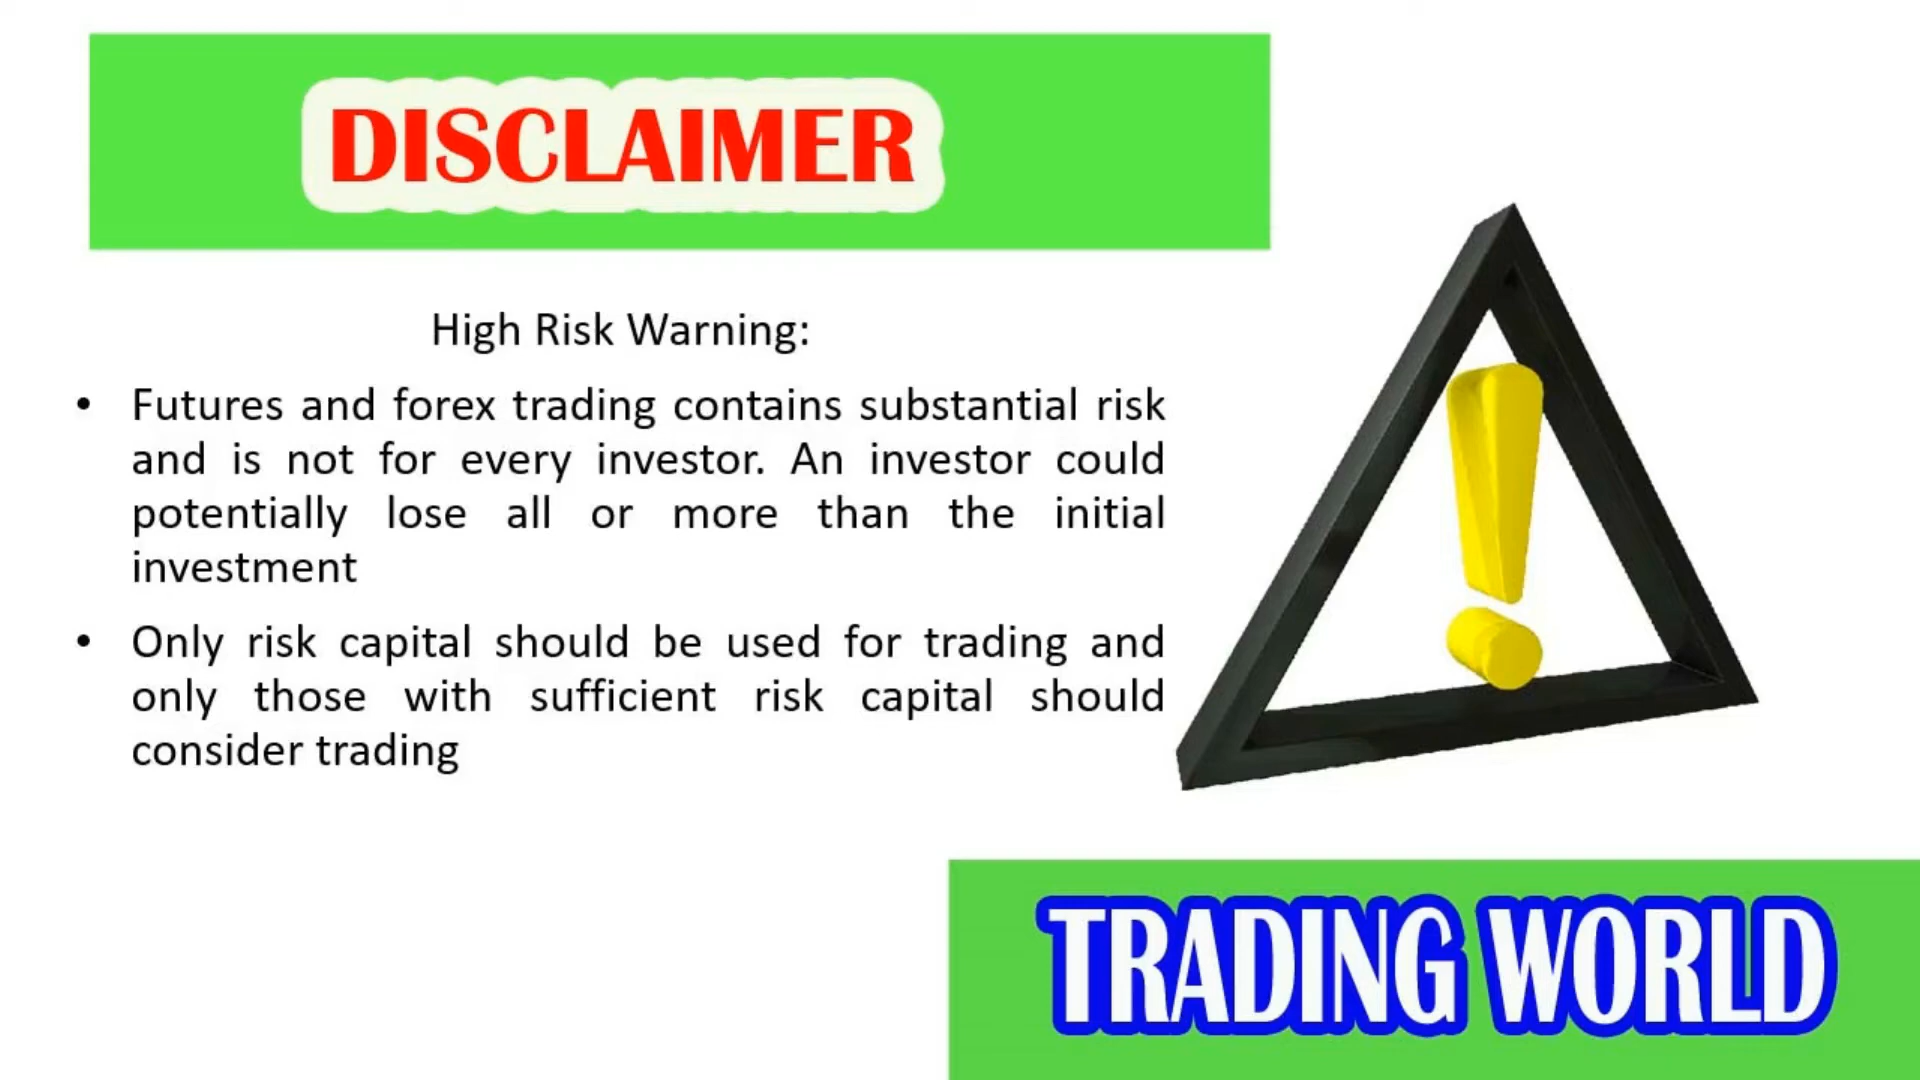 DISCLAIMER
High Risk Warning:
• Futures and forex trading contains substantial risk
and is not for every investor. An investor could
potentially lose all or more than the initial
investment
• Only risk capital should be used for trading and
only those with sufficient risk capital should
consider trading
TRADING WORLD